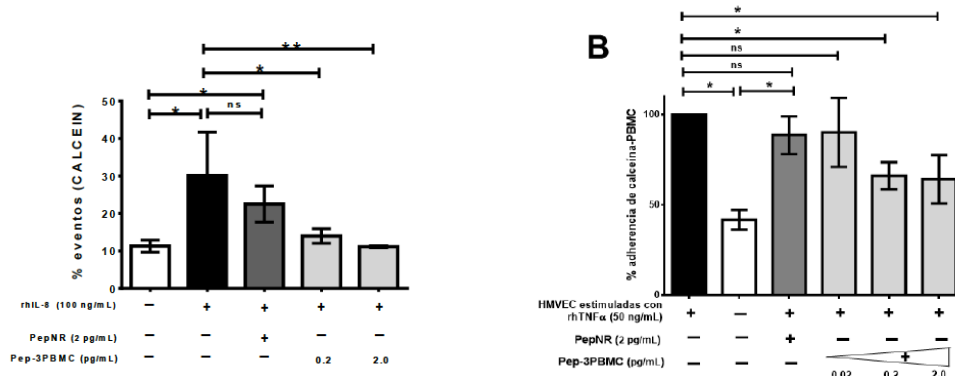 **
*
*
*
ns
50
40
30
20
10
0
% eventos (CALCEIN)
rhIL-8 (100 ng/mL) – + + + +
PepNR (2 pg/mL) – – + – –
Pep-3PBMC (pg/mL) – – – 0.2 2.0
B
*
*
ns
ns
*
*
100
50
0
% adherencia de calceína-PBMC
HMVEC estimuladas con
rhTNFα (50 ng/mL) + – + + + +
PepNR (2 pg/mL) – – + – – –
Pep-3PBMC (pg/mL) – – – +
0.02 0.2 2.0